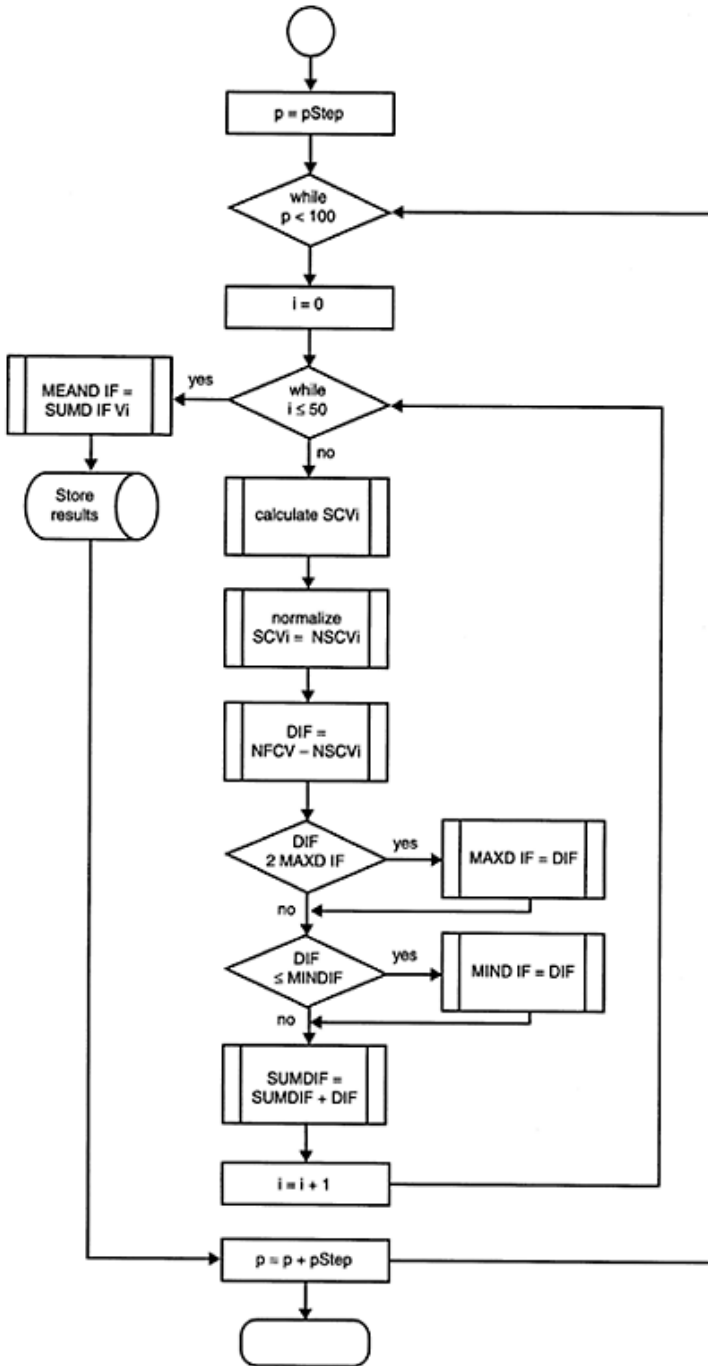 p = pStep
while
p < 100
i = 0
MEAND IF =
SUMD IF Vi
yes
while
i ≤ 50
no
Store
results
calculate SCVi
normalize
SCVi = NSCVi
DIF =
NFCV – NSCVi
DIF
2 MAXD IF
yes
MAXD IF = DIF
no
DIF
≤ MINDIF
yes
MIND IF = DIF
no
SUMDIF =
SUMDIF + DIF
i = i + 1
p = p + pStep